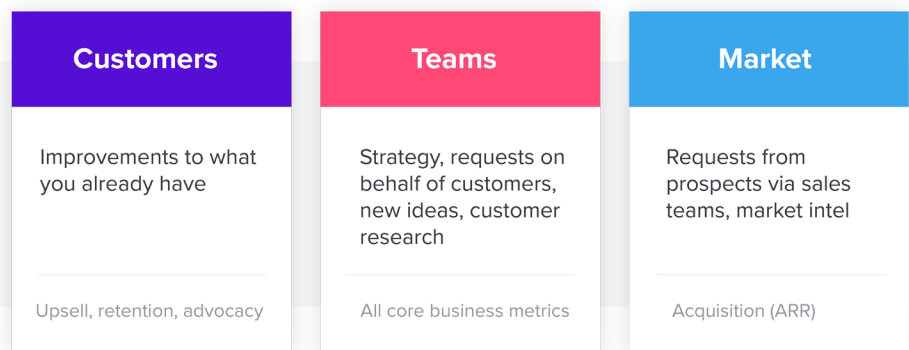 Customers
Improvements to what
you already have
Upsell, retention, advocacy
Teams
Strategy, requests on
behalf of customers,
new ideas, customer
research
All core business metrics
Market
Requests from
prospects via sales
teams, market intel
Acquisition (ARR)